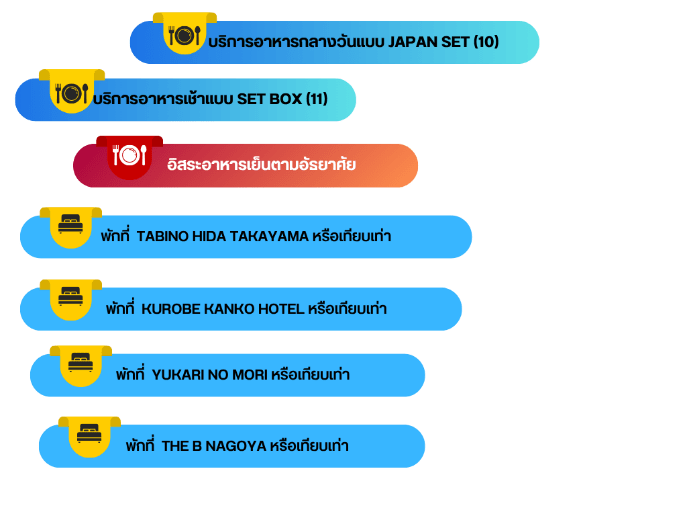 บริการอาหารกลางวันแบบ JAPAN SET (10)
บริการอาหารเช้าแบบ SET BOX (11)
อิสระอาหารเย็นตามอัธยาศัย
พักที่ TABINO HIDA TAKAYAMA หรือเทียบเท่า
พักที่ KUROBE KANKO HOTEL หรือเทียบเท่า
พักที่ YUKARI NO MORI หรือเทียบเท่า
พักที่ THE B NAGOYA หรือเทียบเท่า